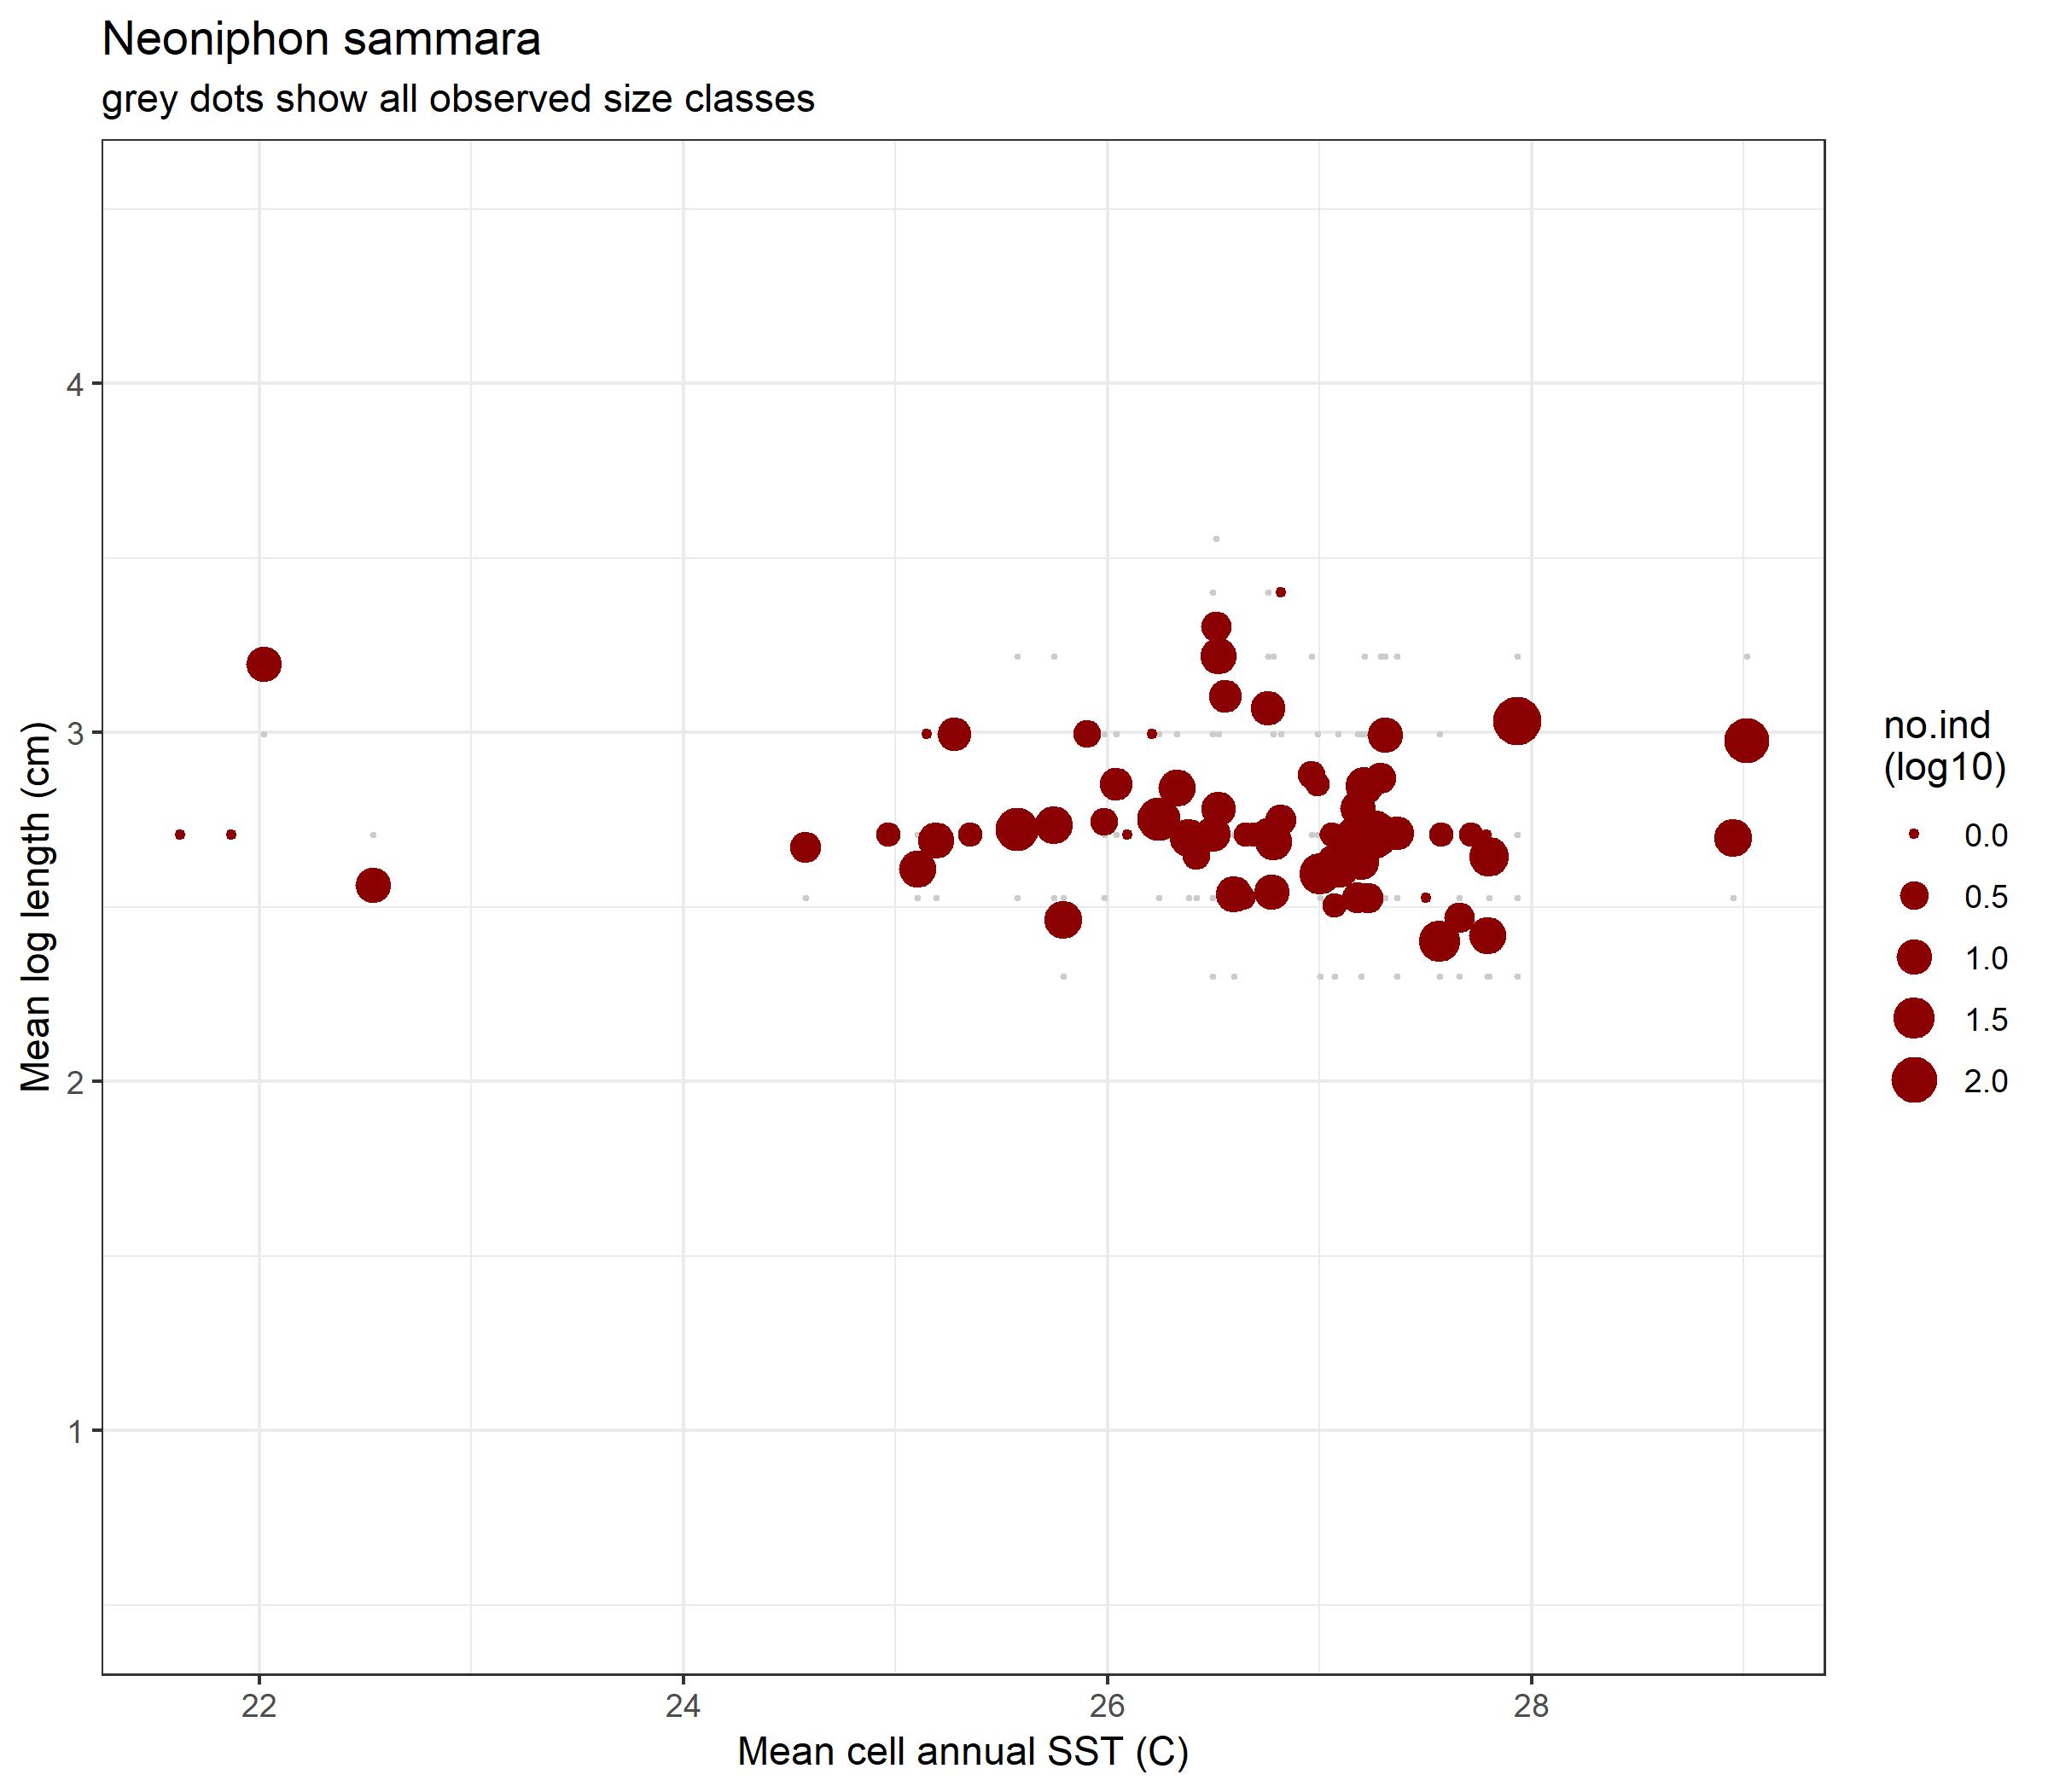 Neoniphon sammara
grey dots show all observed size classes
Mean log length (cm)
4
3
2
1
22
24
26
28
Mean cell annual SST (C)
no.ind
(log10)
0.0
0.5
1.0
1.5
2.0